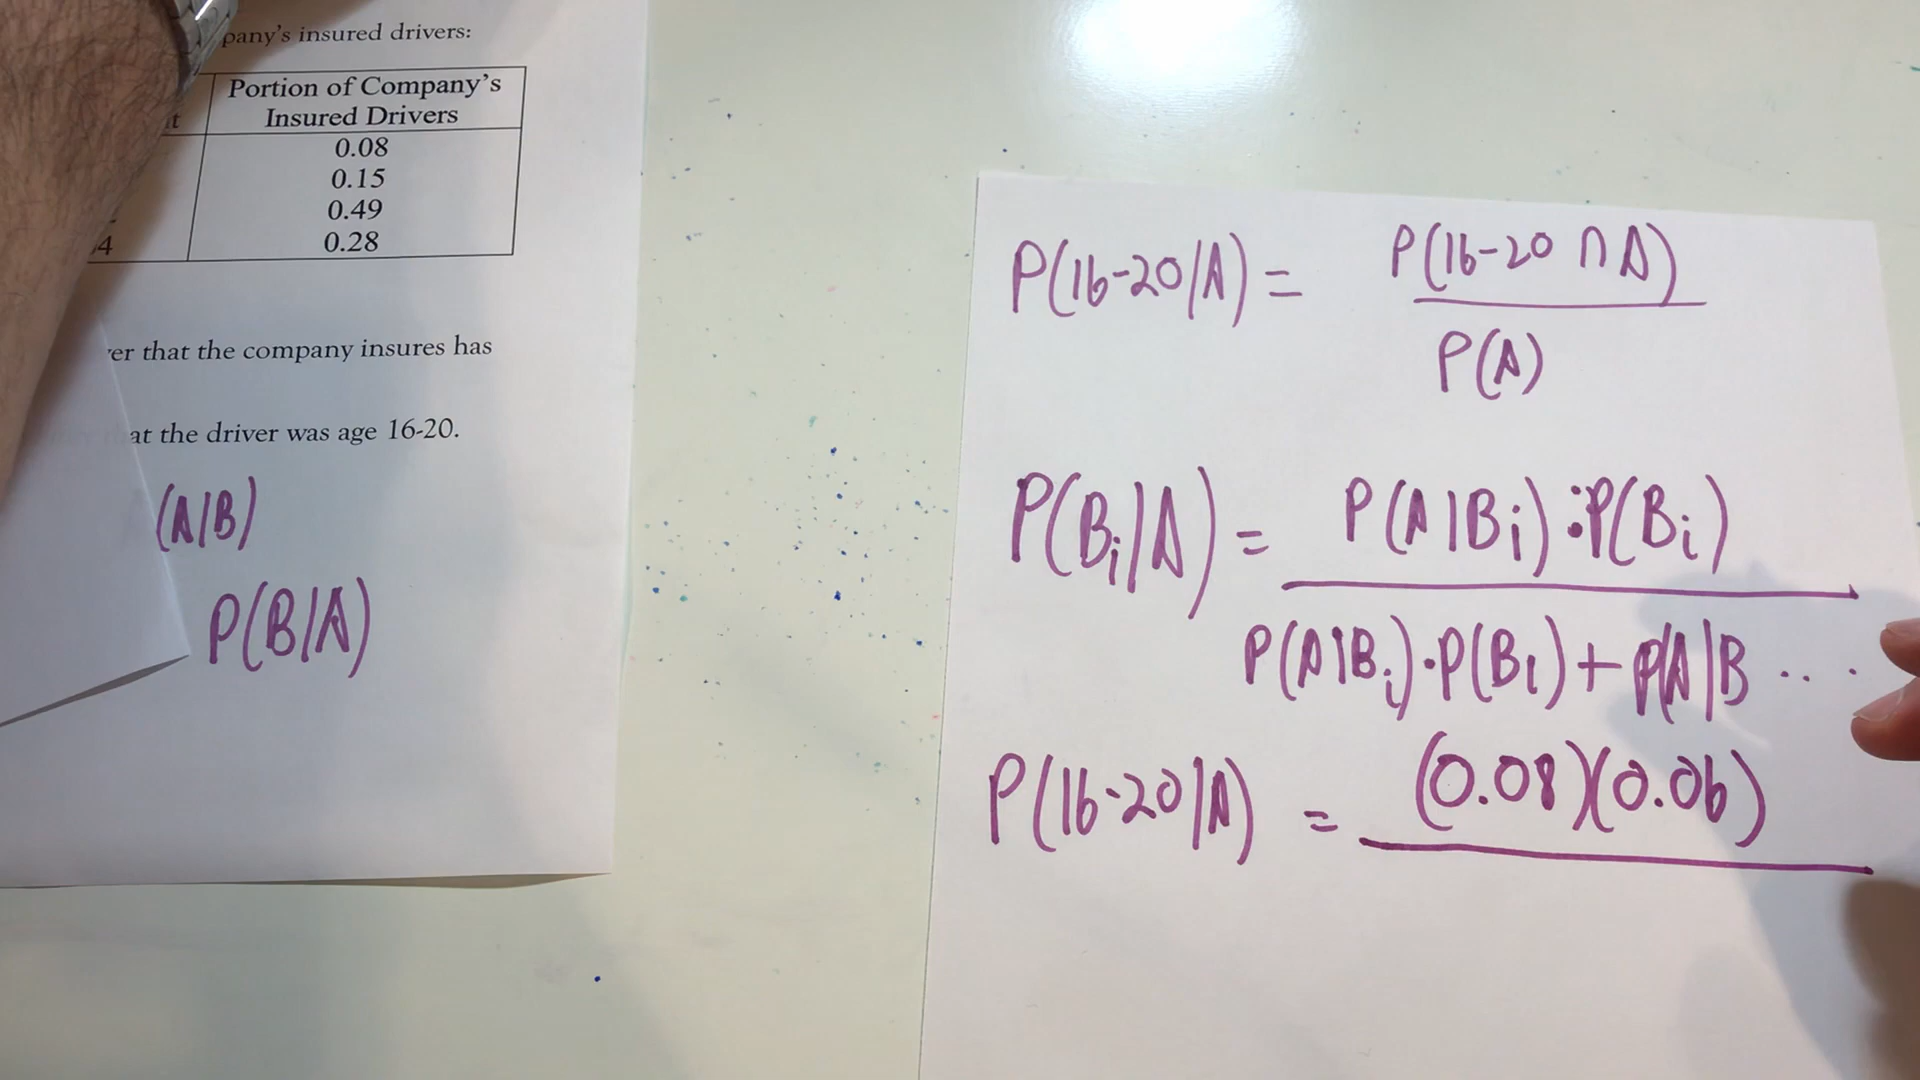 pany's insured drivers:
Portion of Company's
Insured Drivers
0.08
0.15
0.49
4 0.28
that the company insures has
at the driver was age 16-20.
(A|B)
P(B|A)
P(16-20|A) = P(16-20 ∩ A)
P(A)
P(Bi|A) = P(A|Bi)·P(Bi)
P(A|Bi)·P(Bi) + P(A|B ...
P(16-20|A) = (0.08)(0.06)